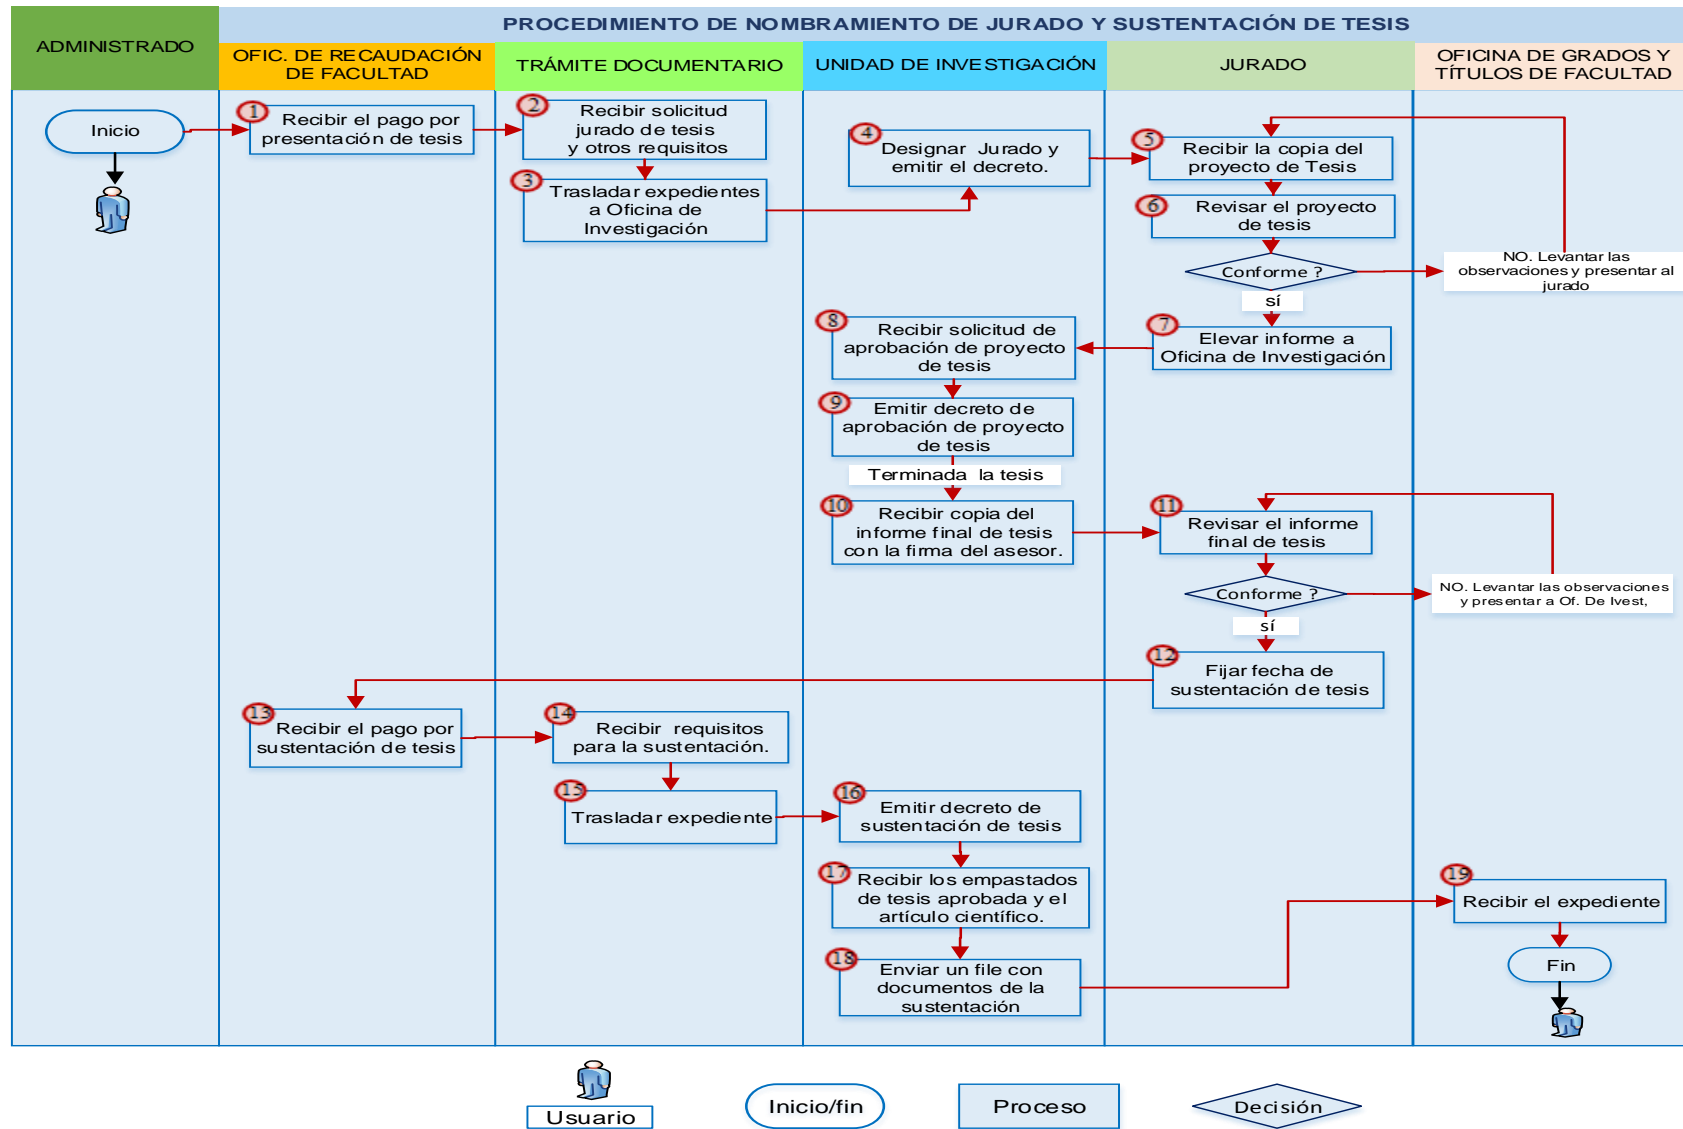 PROCEDIMIENTO DE NOMBRAMIENTO DE JURADO Y SUSTENTACIÓN DE TESIS
ADMINISTRADO
OFIC. DE RECAUDACIÓN
DE FACULTAD
TRÁMITE DOCUMENTARIO
UNIDAD DE INVESTIGACIÓN
JURADO
OFICINA DE GRADOS Y
TÍTULOS DE FACULTAD
Inicio
1
Recibir el pago por
presentación de tesis
2
Recibir solicitud
jurado de tesis
y otros requisitos
3
Trasladar expedientes
a Oficina de
Investigación
4
Designar Jurado y
emitir el decreto.
5
Recibir la copia del
proyecto de Tesis
6
Revisar el proyecto
de tesis
Conforme ?
NO. Levantar las
observaciones y presentar al
jurado
sí
7
Elevar informe a
Oficina de Investigación
8
Recibir solicitud de
aprobación de proyecto
de tesis
9
Emitir decreto de
aprobación de proyecto
de tesis
Terminada la tesis
10
Recibir copia del
informe final de tesis
con la firma del asesor.
11
Revisar el informe
final de tesis
Conforme ?
NO. Levantar las observaciones
y presentar a Of. De Ivest,
sí
12
Fijar fecha de
sustentación de tesis
13
Recibir el pago por
sustentación de tesis
14
Recibir requisitos
para la sustentación.
15
Trasladar expediente
16
Emitir decreto de
sustentación de tesis
17
Recibir los empastados
de tesis aprobada y el
artículo científico.
18
Enviar un file con
documentos de la
sustentación
19
Recibir el expediente
Fin
Usuario
Inicio/fin
Proceso
Decisión